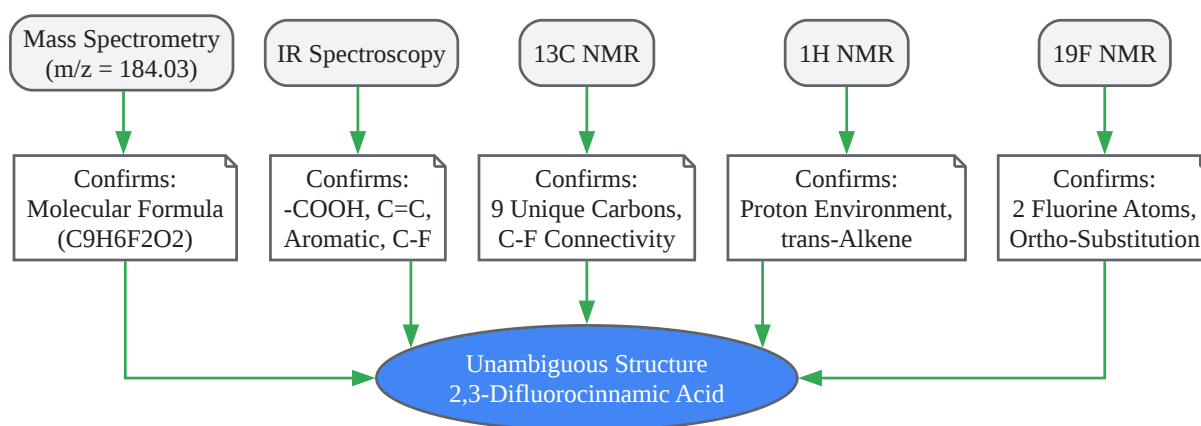 Mass Spectrometry
(m/z = 184.03)
IR Spectroscopy
13C NMR
1H NMR
19F NMR
Confirms:
Molecular Formula
(C9H6F2O2)
Confirms:
-COOH, C=C,
Aromatic, C-F
Confirms:
9 Unique Carbons,
C-F Connectivity
Confirms:
Proton Environment,
trans-Alkene
Confirms:
2 Fluorine Atoms,
Ortho-Substitution
Unambiguous Structure
2,3-Difluorocinnamic Acid